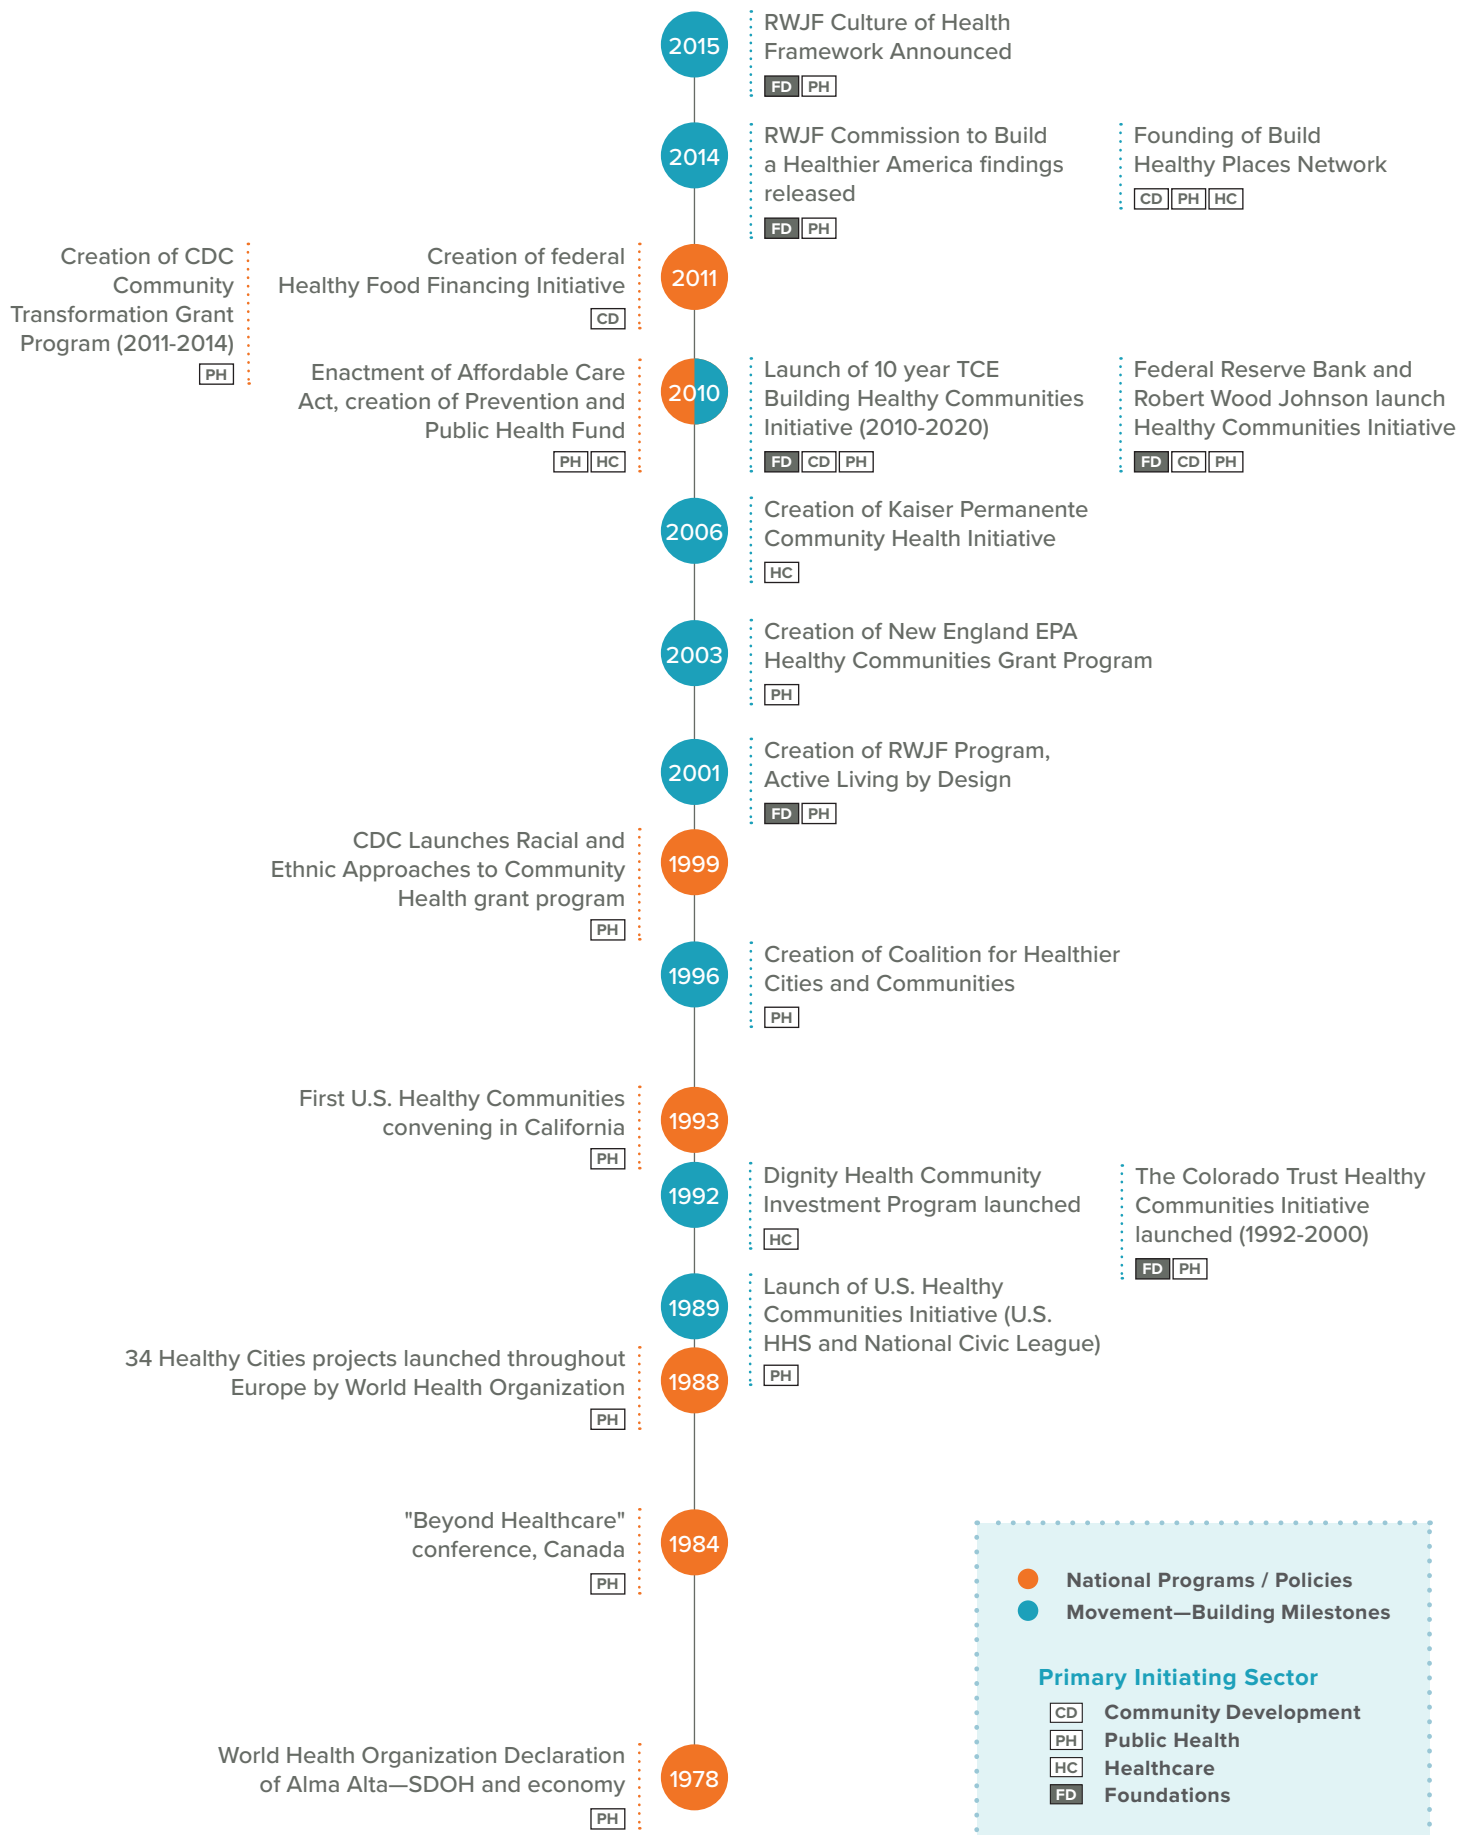 2015
RWJF Culture of Health
Framework Announced
FD PH
2014
RWJF Commission to Build
a Healthier America findings
released
FD PH
Founding of Build
Healthy Places Network
CD PH HC
Creation of CDC
Community
Transformation Grant
Program (2011-2014)
PH
Creation of federal
Healthy Food Financing Initiative
CD
2011
Enactment of Affordable Care
Act, creation of Prevention and
Public Health Fund
PH HC
2010
Launch of 10 year TCE
Building Healthy Communities
Initiative (2010-2020)
FD CD PH
Federal Reserve Bank and
Robert Wood Johnson launch
Healthy Communities Initiative
FD CD PH
2006
Creation of Kaiser Permanente
Community Health Initiative
HC
2003
Creation of New England EPA
Healthy Communities Grant Program
PH
2001
Creation of RWJF Program,
Active Living by Design
FD PH
CDC Launches Racial and
Ethnic Approaches to Community
Health grant program
PH
1999
1996
Creation of Coalition for Healthier
Cities and Communities
PH
First U.S. Healthy Communities
convening in California
PH
1993
1992
Dignity Health Community
Investment Program launched
HC
The Colorado Trust Healthy
Communities Initiative
launched (1992-2000)
FD PH
1989
Launch of U.S. Healthy
Communities Initiative (U.S.
HHS and National Civic League)
PH
34 Healthy Cities projects launched throughout
Europe by World Health Organization
PH
1988
"Beyond Healthcare"
conference, Canada
PH
1984
World Health Organization Declaration
of Alma Alta—SDOH and economy
PH
1978
National Programs / Policies
Movement—Building Milestones
Primary Initiating Sector
CD Community Development
PH Public Health
HC Healthcare
FD Foundations